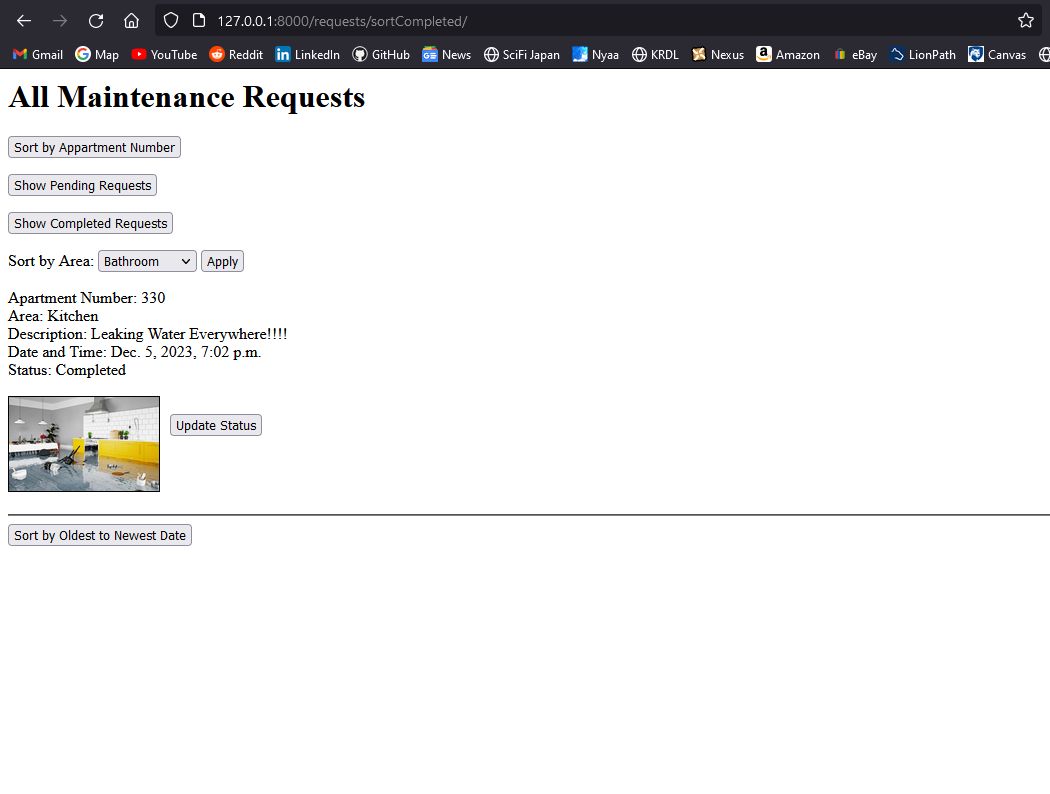 127.0.0.1:8000/requests/sortCompleted/
Gmail Map YouTube Reddit LinkedIn GitHub News SciFi Japan Nyaa KRDL Nexus Amazon eBay LionPath Canvas
All Maintenance Requests
Sort by Appartment Number
Show Pending Requests
Show Completed Requests
Sort by Area: Bathroom Apply
Apartment Number: 330
Area: Kitchen
Description: Leaking Water Everywhere!!!!
Date and Time: Dec. 5, 2023, 7:02 p.m.
Status: Completed
Update Status
Sort by Oldest to Newest Date